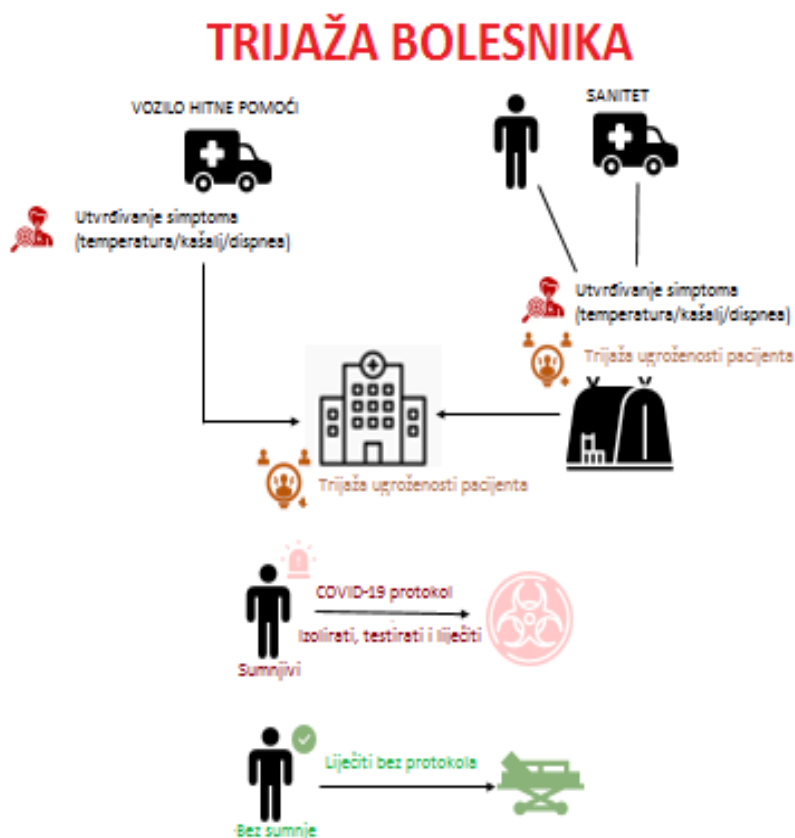 TRIJAŽA BOLESNIKA
VOZILO HITNE POMOĆI
SANITET
Utvrđivanje simptoma
(temperatura/kašalj/dispnea)
Utvrđivanje simptoma
(temperatura/kašalj/dispnea)
Trijaža ugroženosti pacijenta
Trijaža ugroženosti pacijenta
COVID-19 protokol
Izolirati, testirati i liječiti
Sumnjivi
Liječiti bez protokola
Bez sumnje